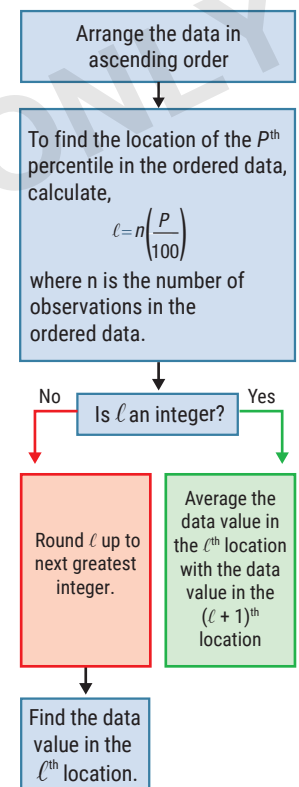 ONLY
Arrange the data in
ascending order
To find the location of the Pth
percentile in the ordered data,
calculate,
ℓ=n(P/100)
where n is the number of
observations in the
ordered data.
No
Yes
Is ℓ an integer?
Round ℓ up to
next greatest
integer.
Average the
data value in
the ℓth location
with the data
value in the
(ℓ + 1)th
location
Find the data
value in the
ℓth location.